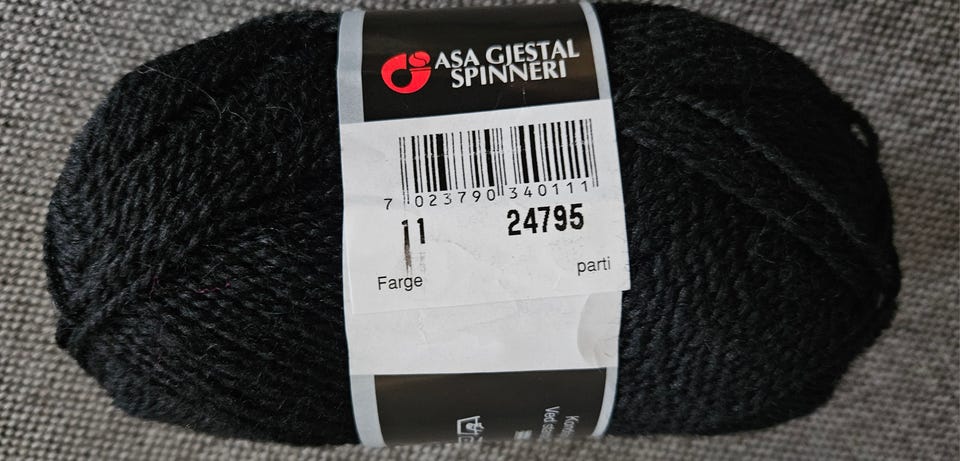 ASA GJESTAL
SPINNERI
7 023790 340111
11 24795
Farge parti